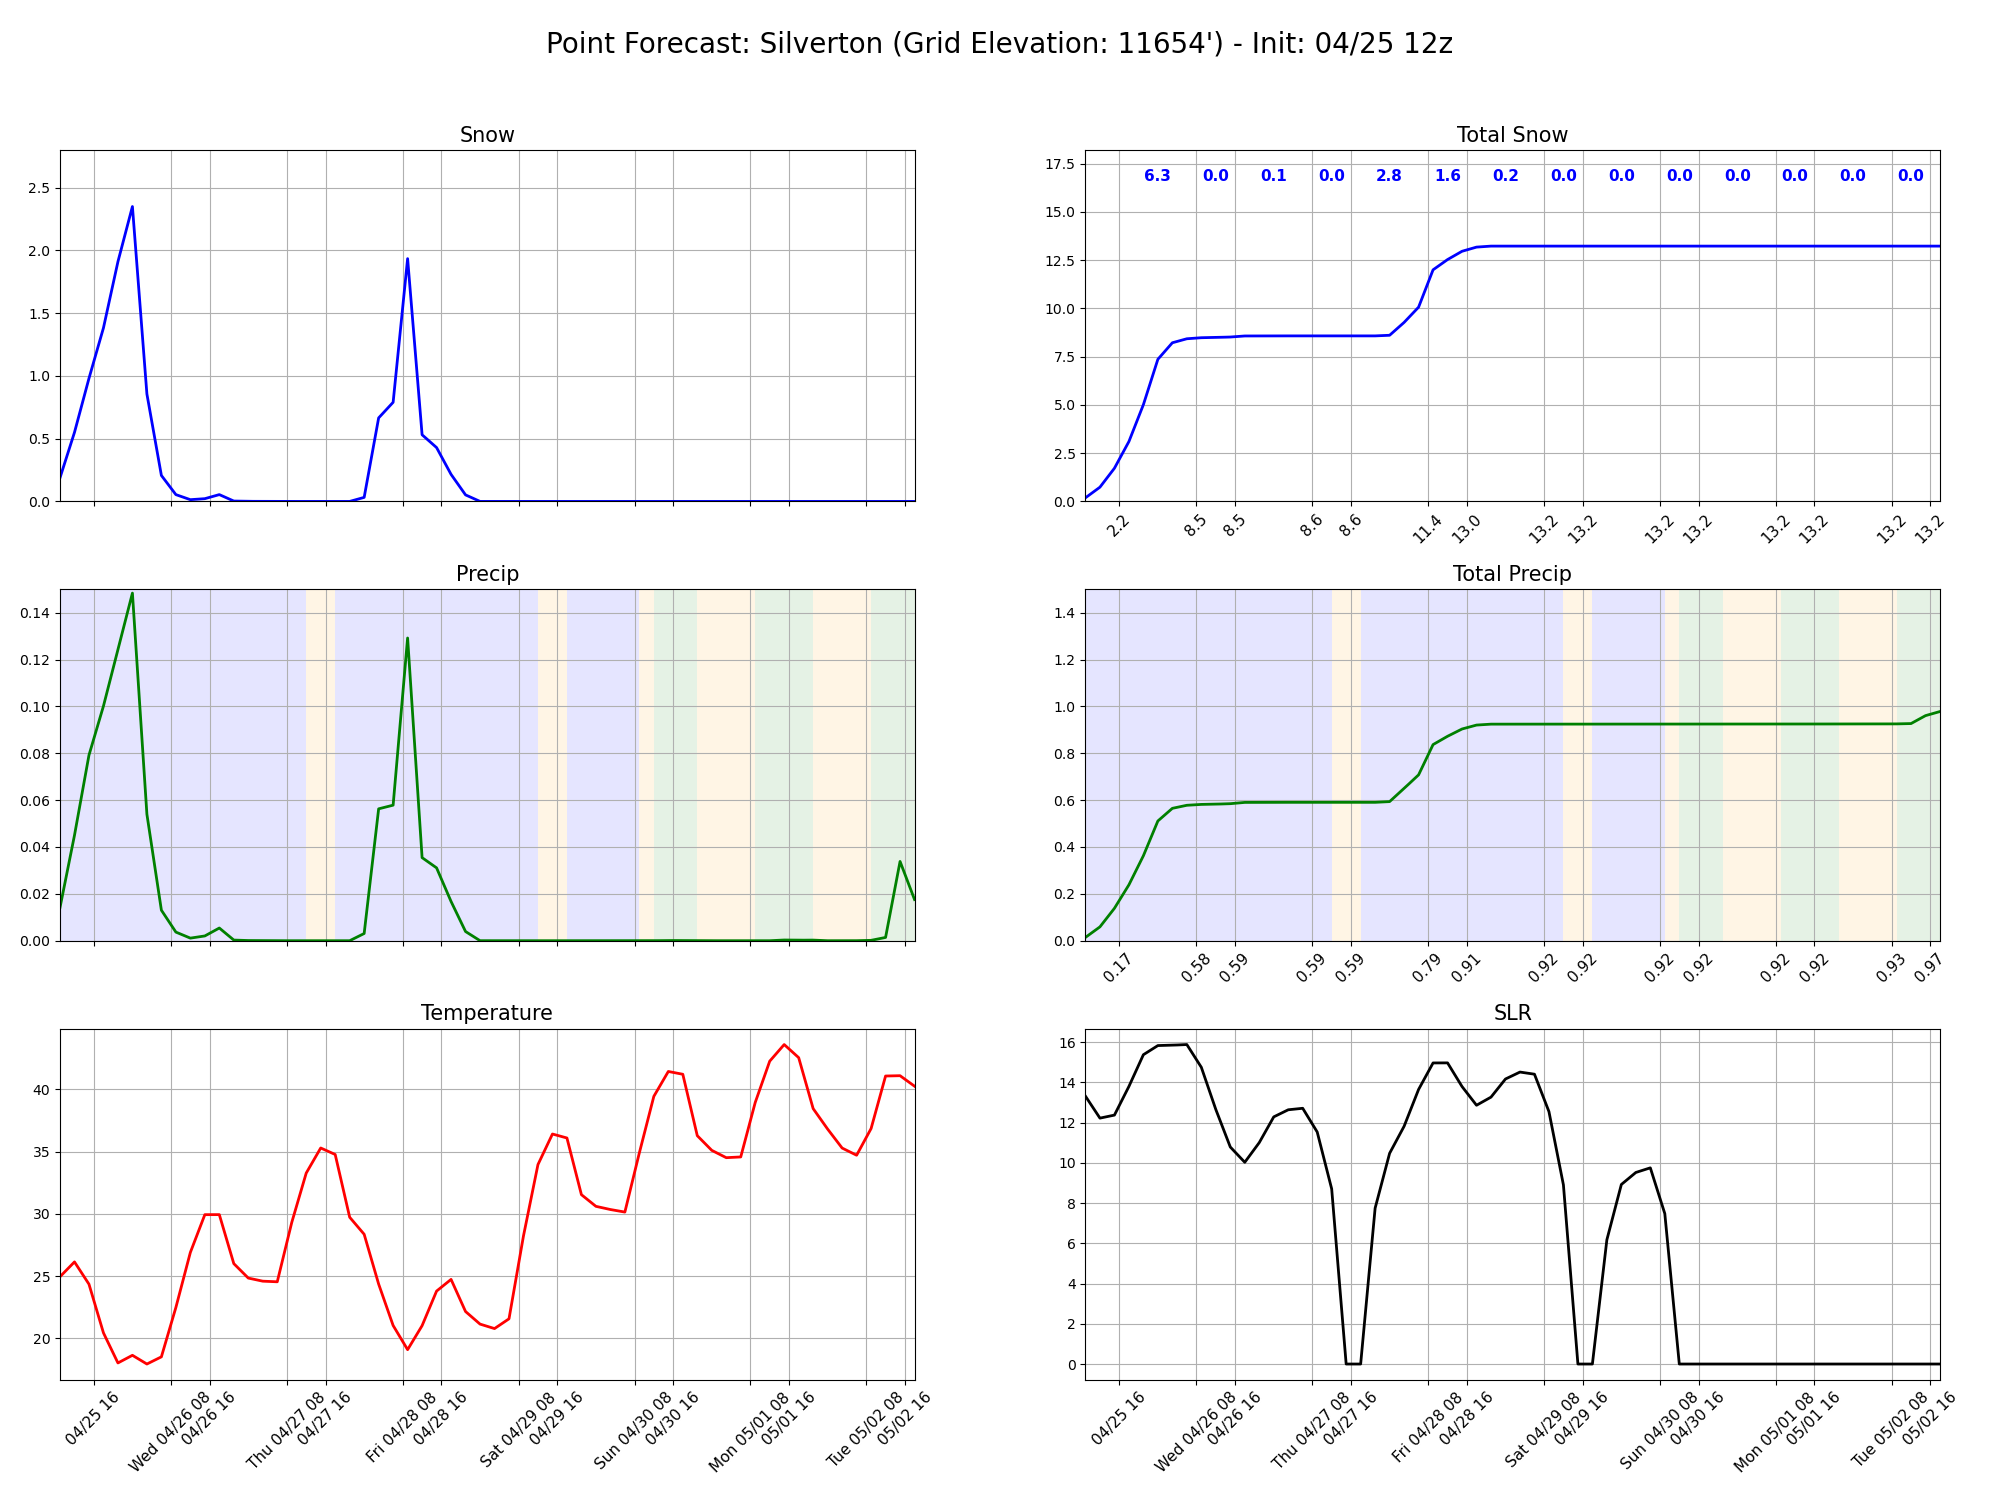 Point Forecast: Silverton (Grid Elevation: 11654') - Init: 04/25 12z
Snow
2.5
2.0
1.5
1.0
0.5
0.0
Total Snow
17.5
15.0
12.5
10.0
7.5
5.0
2.5
0.0
6.3 0.0 0.1 0.0 2.8 1.6 0.2 0.0 0.0 0.0 0.0 0.0 0.0 0.0
2.2 8.5 8.5 8.6 8.6 11.4 13.0 13.2 13.2 13.2 13.2 13.2 13.2 13.2 13.2
Precip
0.14
0.12
0.10
0.08
0.06
0.04
0.02
0.00
Total Precip
1.4
1.2
1.0
0.8
0.6
0.4
0.2
0.0
0.17 0.58 0.59 0.59 0.59 0.79 0.91 0.92 0.92 0.92 0.92 0.92 0.92 0.93 0.97
Temperature
40
35
30
25
20
04/25 16
Wed 04/26 08
04/26 16
Thu 04/27 08
04/27 16
Fri 04/28 08
04/28 16
Sat 04/29 08
04/29 16
Sun 04/30 08
04/30 16
Mon 05/01 08
05/01 16
Tue 05/02 08
05/02 16
SLR
16
14
12
10
8
6
4
2
0
04/25 16
Wed 04/26 08
04/26 16
Thu 04/27 08
04/27 16
Fri 04/28 08
04/28 16
Sat 04/29 08
04/29 16
Sun 04/30 08
04/30 16
Mon 05/01 08
05/01 16
Tue 05/02 08
05/02 16